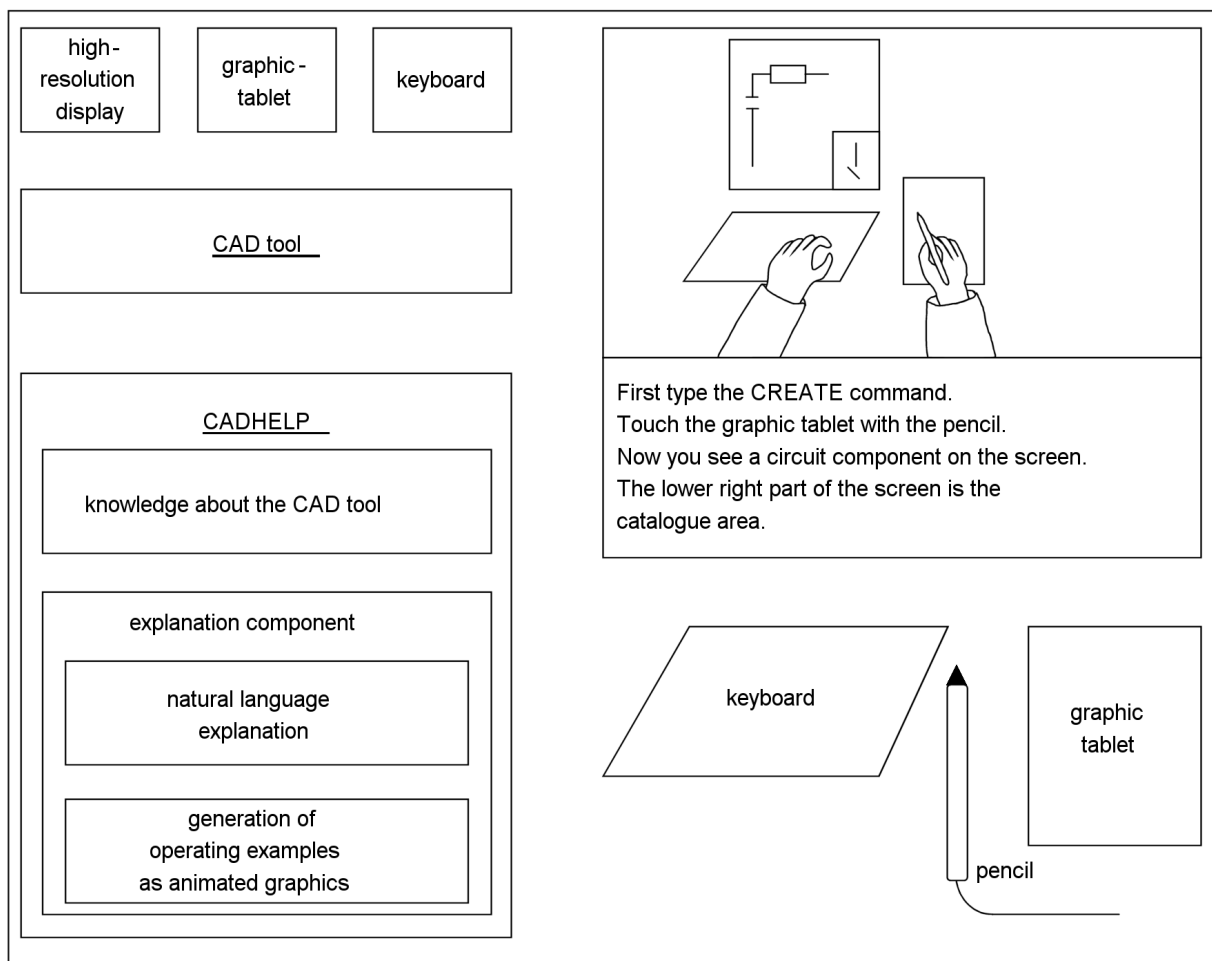 high-
resolution
display
graphic-
tablet
keyboard
CAD tool
CADHELP
knowledge about the CAD tool
explanation component
natural language
explanation
generation of
operating examples
as animated graphics
First type the CREATE command.
Touch the graphic tablet with the pencil.
Now you see a circuit component on the screen.
The lower right part of the screen is the
catalogue area.
keyboard
graphic
tablet
pencil